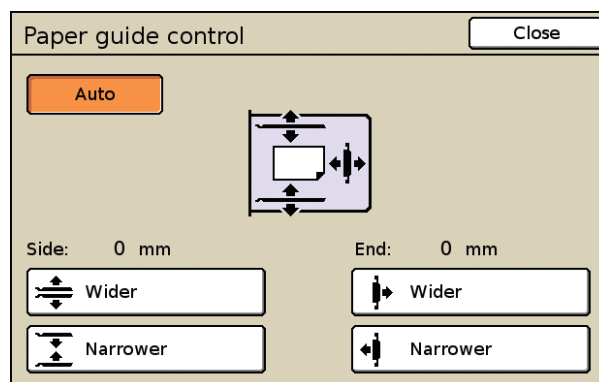 Paper guide control
Close
Auto
Side: 0 mm
End: 0 mm
Wider
Wider
Narrower
Narrower